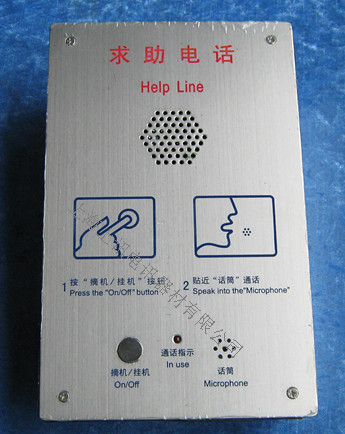 求助电话
Help Line
1 按“摘机/挂机”按钮
Press the "On/Off" button
2 贴近“话筒”通话
Speak into the "Microphone"
通话指示
In use
摘机/挂机
On/Off
话筒
Microphone